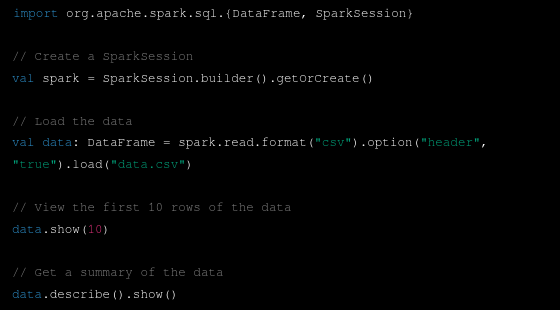 import org.apache.spark.sql.{DataFrame, SparkSession}
// Create a SparkSession
val spark = SparkSession.builder().getOrCreate()
// Load the data
val data: DataFrame = spark.read.format("csv").option("header",
"true").load("data.csv")
// View the first 10 rows of the data
data.show(10)
// Get a summary of the data
data.describe().show()